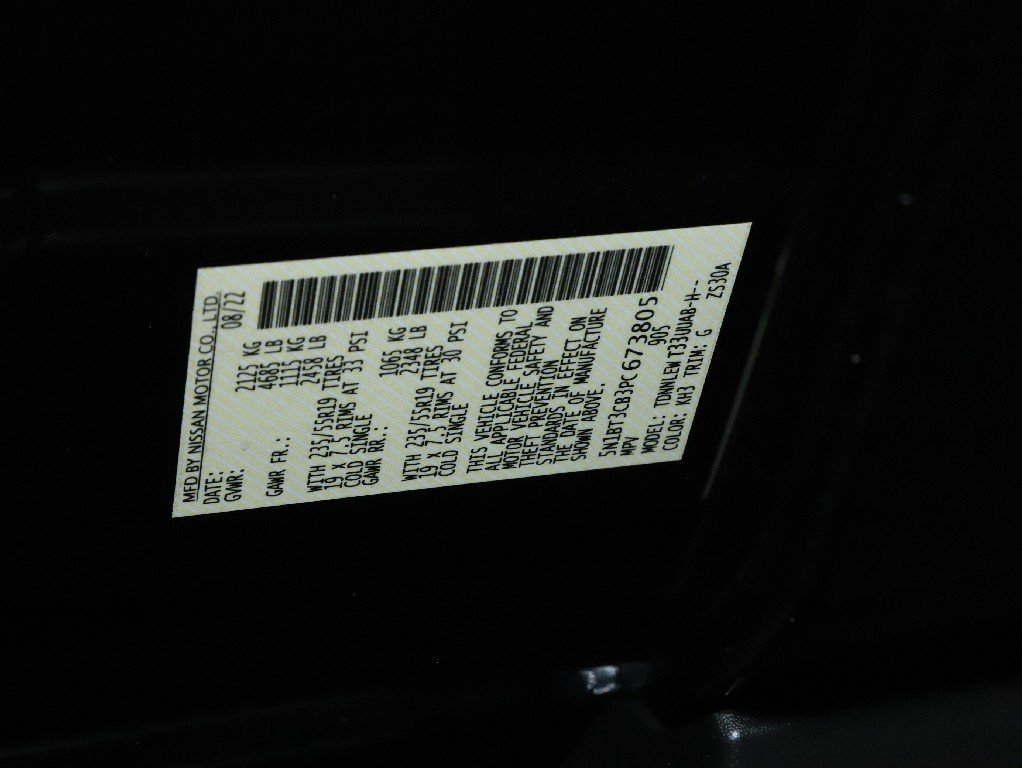 MFD BY NISSAN MOTOR CO., LTD.
DATE: 08/22
GVWR: 2125 KG
4685 LB
GAWR FR.: 1115 KG
2458 LB
WITH 235/55R19 TIRES
19 X 7.5 RIMS AT 33 PSI
COLD SINGLE
GAWR RR.: 1065 KG
2348 LB
WITH 235/55R19 TIRES
19 X 7.5 RIMS AT 30 PSI
COLD SINGLE
THIS VEHICLE CONFORMS TO
ALL APPLICABLE FEDERAL
MOTOR VEHICLE SAFETY AND
THEFT PREVENTION
STANDARDS IN EFFECT ON
THE DATE OF MANUFACTURE
SHOWN ABOVE.
5N1BT3CB3PC673805
MPV 905
MODEL: TDWNLEW T33UUAB-H--
COLOR: KH3 TRIM: G ZS30A